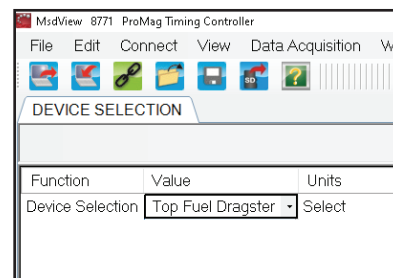 MsdView 8771 ProMag Timing Controller
File Edit Connect View Data Acquisition W
SD
DEVICE SELECTION
Function Value Units
Device Selection Top Fuel Dragster Select